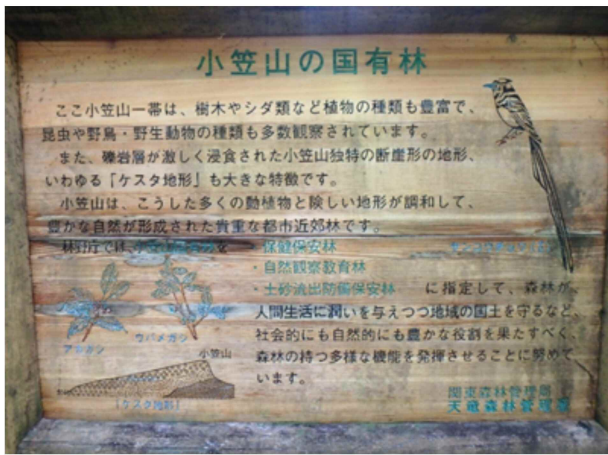 小笠山の国有林
ここ小笠山一帯は、樹木やシダ類など植物の種類も豊富で、
昆虫や野鳥・野生動物の種類も多数観察されています。
また、礫岩層が激しく浸食された小笠山独特の断崖形の地形、
いわゆる「ケスタ地形」も大きな特徴です。
小笠山は、こうした多くの動植物と険しい地形が調和して、
豊かな自然が形成された貴重な都市近郊林です。
林野庁では、を
・保健保安林
・自然観察教育林
・土砂流出防備保安林 に指定して、森林が、
人間生活に潤いを与えつつ地域の国土を守るなど、
社会的にも自然的にも豊かな役割を果たすべく、
森林の持つ多様な機能を発揮させることに努めて
います。
アカガシ
ウバメガシ
小笠山
[ケスタ地形]
関東森林管理局
天竜森林管理署